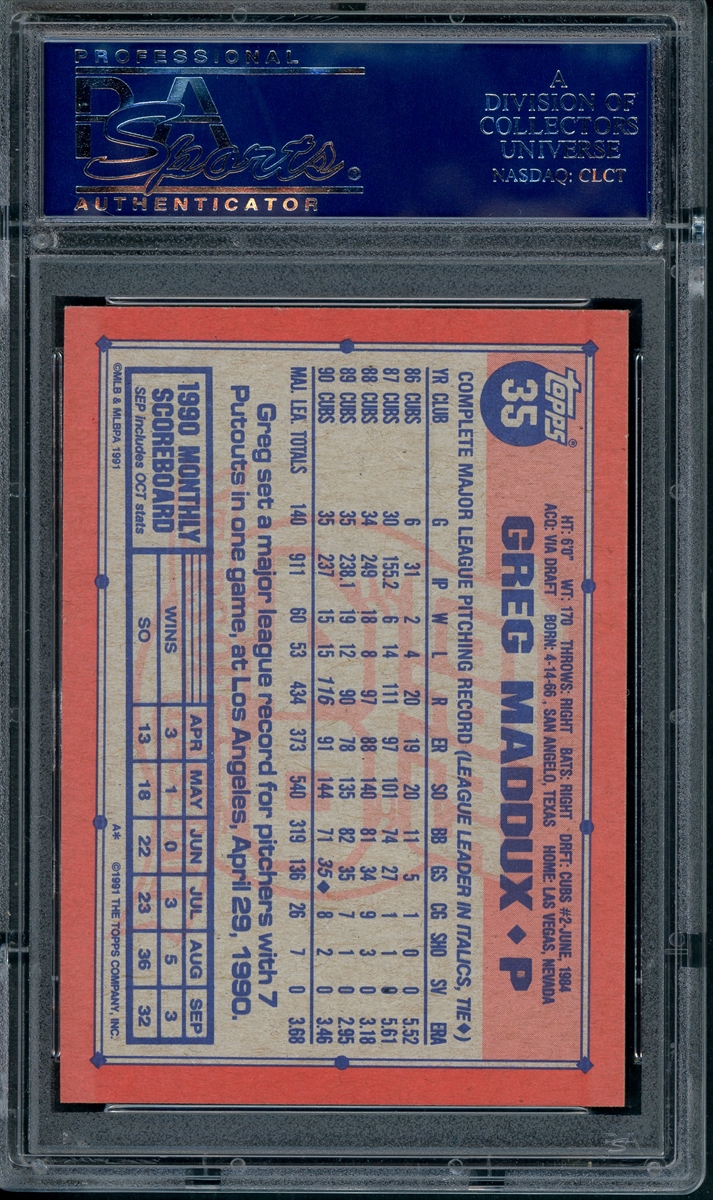 PROFESSIONAL
PSA
Sports®
AUTHENTICATOR
A
DIVISION OF
COLLECTORS
UNIVERSE
NASDAQ: CLCT
topps®
35
HT: 6'0" WT: 170 THROWS: RIGHT BATS: RIGHT DRFT: CUBS #2-JUNE, 1984
ACQ: VIA DRAFT BORN: 4-14-66, SAN ANGELO, TEXAS HOME: LAS VEGAS, NEVADA
GREG MADDUX ◆ P
COMPLETE MAJOR LEAGUE PITCHING RECORD (LEAGUE LEADER IN ITALICS, TIE◆)
YR CLUB G IP W L R ER SO BB GS CG SHO SV ERA
86 CUBS 6 31 2 4 20 19 20 11 5 1 0 0 5.52
87 CUBS 30 155.2 6 14 111 97 101 74 27 1 1 0 5.61
88 CUBS 34 249 18 8 97 88 140 81 34 9 3 0 3.18
89 CUBS 35 238.1 19 12 90 78 135 82 35 7 1 0 2.95
90 CUBS 35 237 15 15 116 91 144 71 35◆ 8 2 0 3.46
MAJ. LEA. TOTALS 140 911 60 53 434 373 540 319 136 26 7 0 3.68
Greg set a major league record for pitchers with 7
Putouts in one game, at Los Angeles, April 29, 1990.
1990 MONTHLY
SCOREBOARD
SEP includes OCT stats
APR MAY JUN JUL AUG SEP
WINS 3 1 0 3 5 3
SO 13 18 22 23 36 32
©MLB & MLBPA 1991
A* ©1991 THE TOPPS COMPANY, INC.